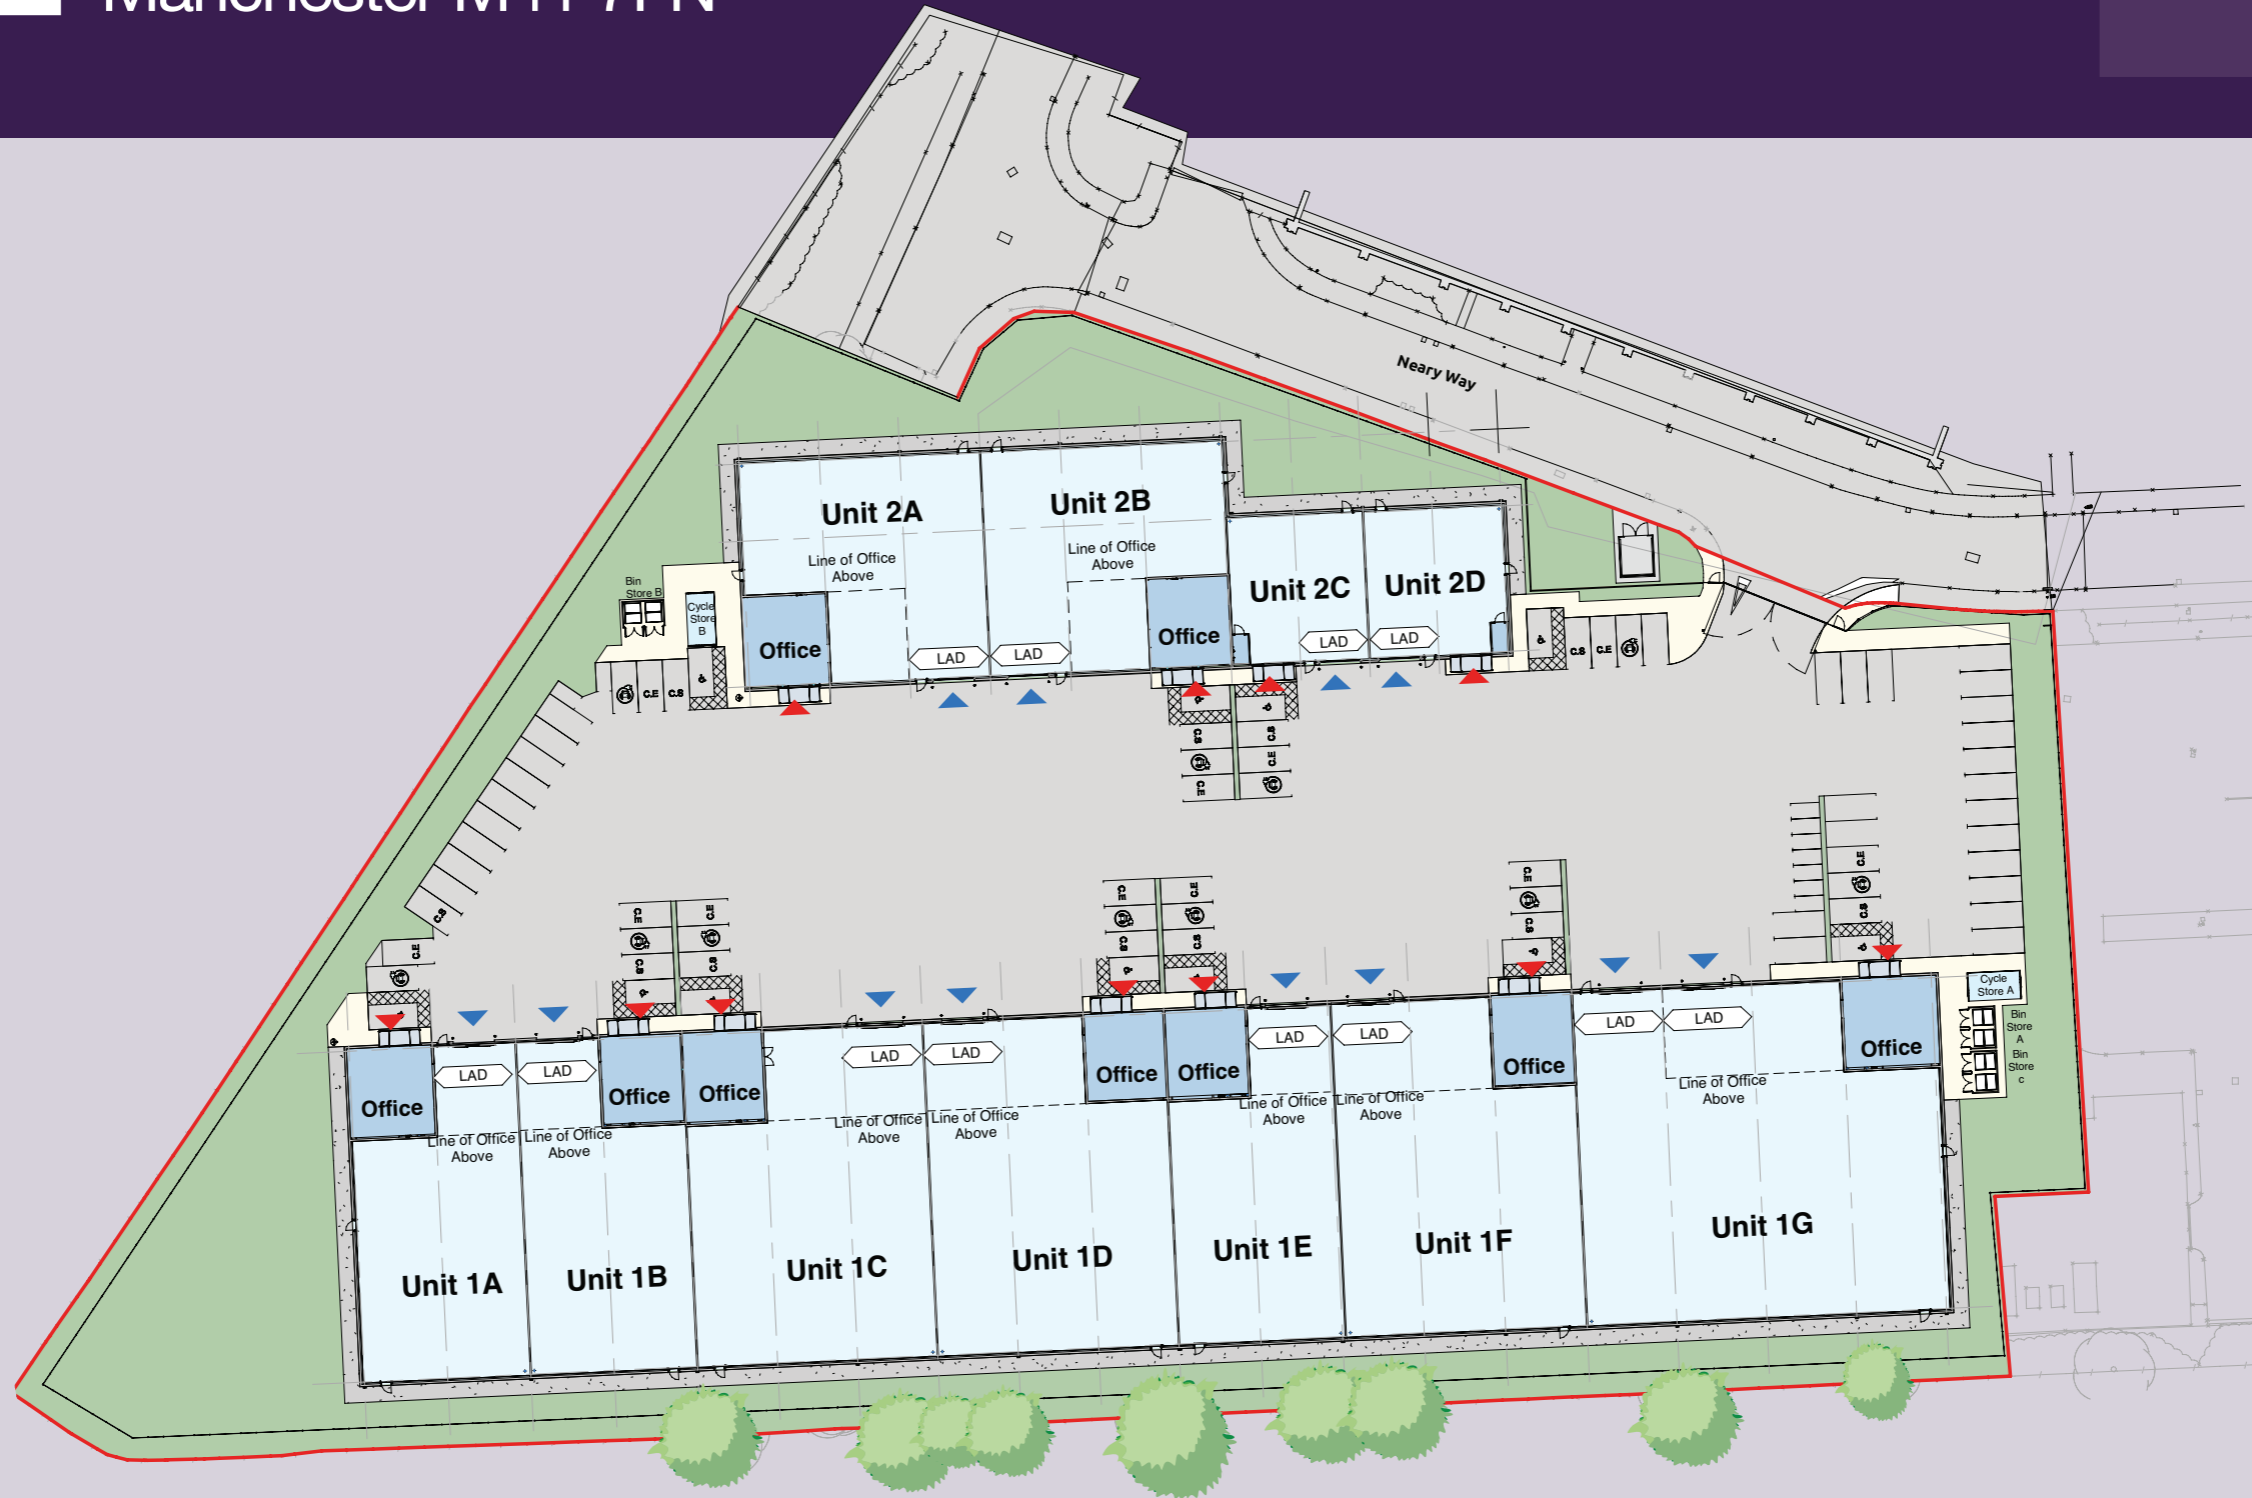 Manchester M41 7FN
Neary Way
Unit 2A
Unit 2B
Line of Office
Above
Line of Office
Above
Unit 2C
Unit 2D
Bin
Store B
Cycle
Store
B
Office
Office
LAD
LAD
LAD
LAD
C.E
C.S
C.S
C.E
C.S
C.E
C.S
C.E
C.S
C.E
C.E
C.E
C.S
C.S
C.E
C.E
C.S
C.S
C.E
C.S
C.E
C.S
Cycle
Store A
Bin
Store
A
Bin
Store
c
LAD
LAD
LAD
LAD
LAD
LAD
LAD
LAD
Office
Office
Office
Office
Office
Office
Office
Line of Office
Above
Line of Office
Above
Line of Office
Above
Line of Office
Above
Line of Office
Above
Line of Office
Above
Line of Office
Above
Unit 1A
Unit 1B
Unit 1C
Unit 1D
Unit 1E
Unit 1F
Unit 1G